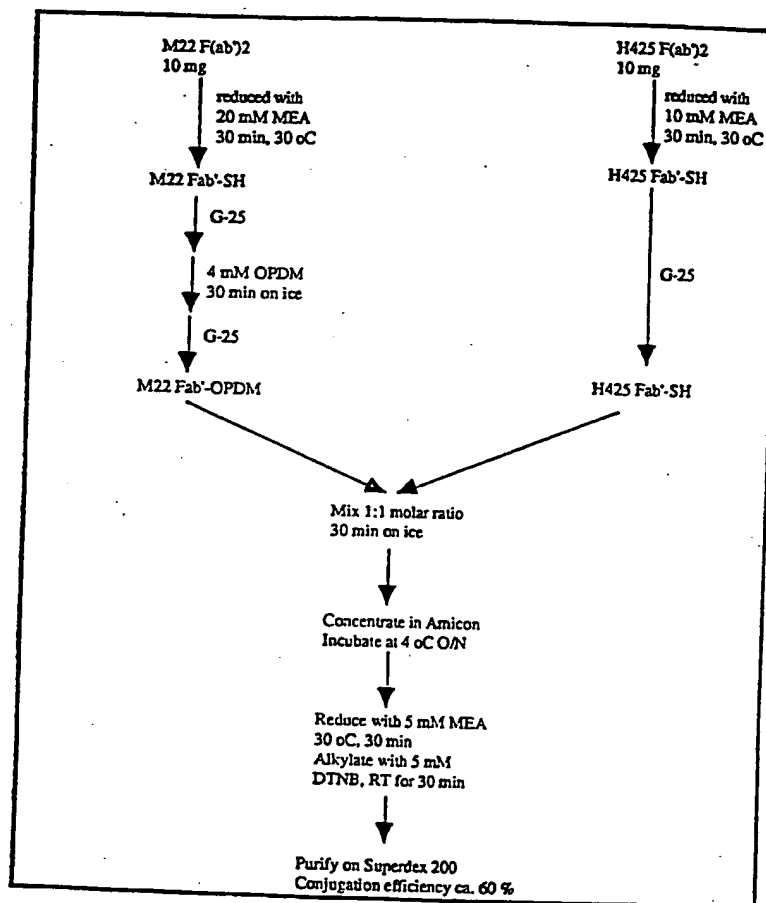 M22 F(ab')2
10 mg
reduced with
20 mM MEA
30 min, 30 oC
M22 Fab'-SH
G-25
4 mM OPDM
30 min on ice
G-25
M22 Fab'-OPDM
H425 F(ab')2
10 mg
reduced with
10 mM MEA
30 min, 30 oC
H425 Fab'-SH
G-25
H425 Fab'-SH
Mix 1:1 molar ratio
30 min on ice
Concentrate in Amicon
Incubate at 4 oC O/N
Reduce with 5 mM MEA
30 oC, 30 min
Alkylate with 5 mM
DTNB, RT for 30 min
Purify on Superdex 200
Conjugation efficiency ca. 60 %